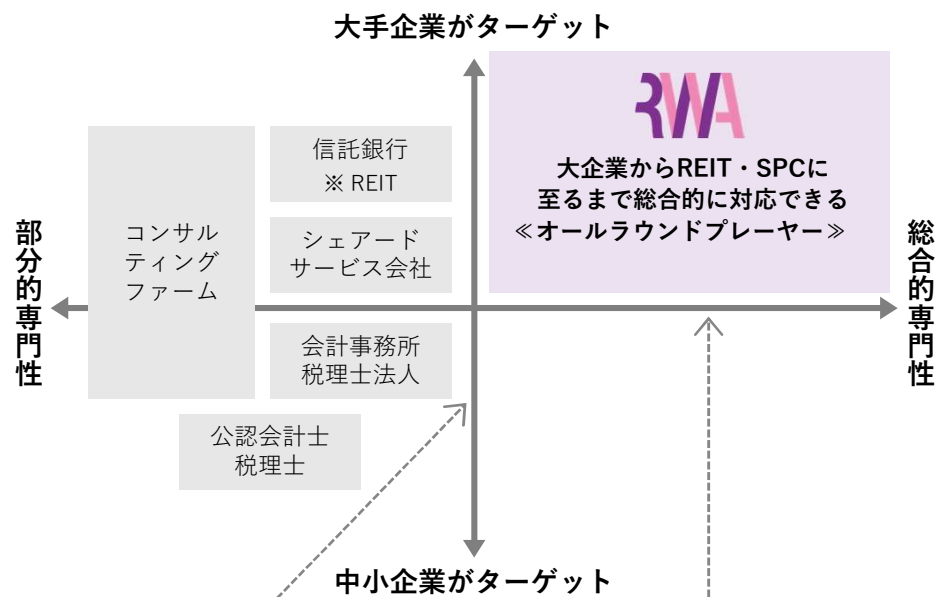 大手企業がターゲット
RWA
大企業からREIT・SPCに
至るまで総合的に対応できる
≪オールラウンドプレーヤー≫
信託銀行
※ REIT
シェアード
サービス会社
コンサル
ティング
ファーム
部分的専門性
総合的専門性
会計事務所
税理士法人
公認会計士
税理士
中小企業がターゲット